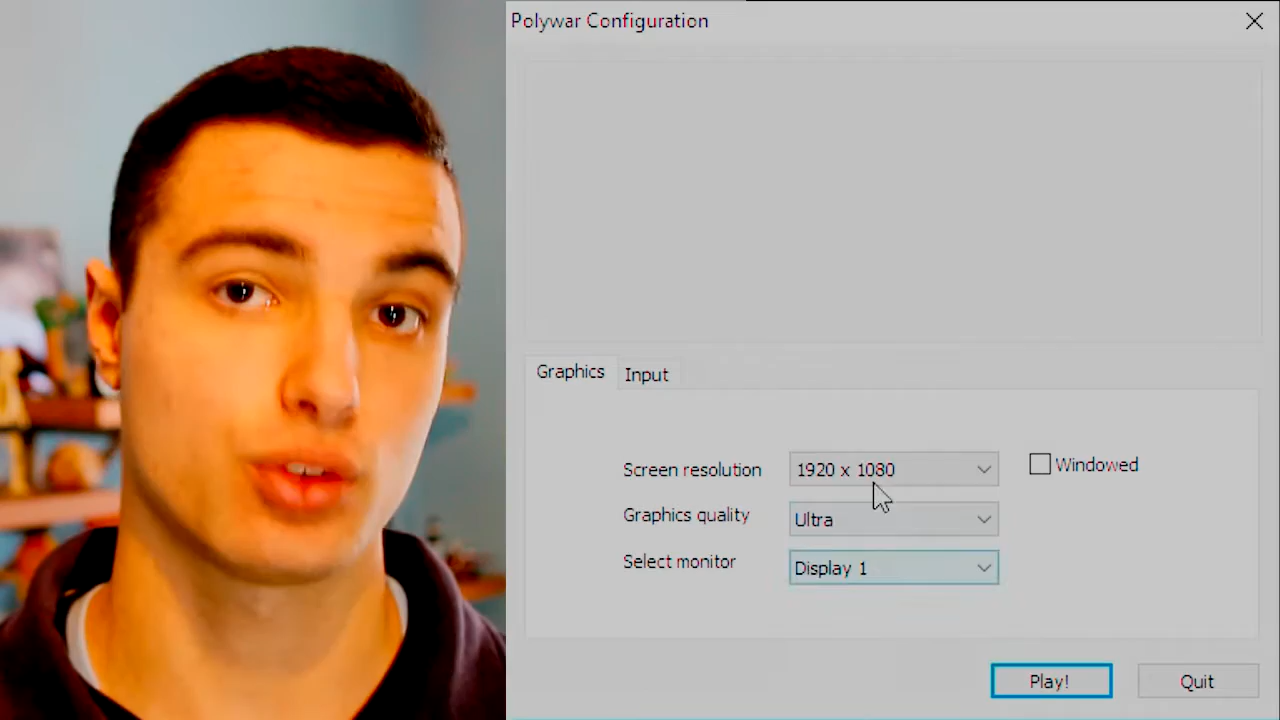 Polywar Configuration
Graphics
Input
Screen resolution
1920 x 1080
Windowed
Graphics quality
Ultra
Select monitor
Display 1
Play!
Quit